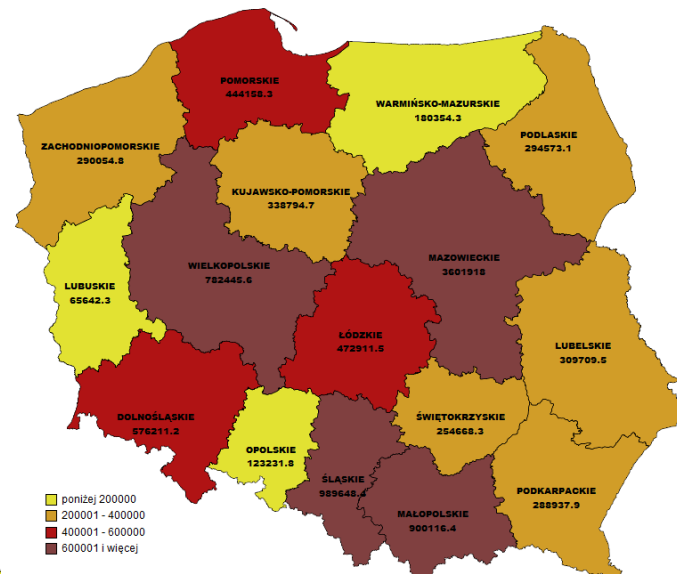 POMORSKIE
444158.3
WARMIŃSKO-MAZURSKIE
180354.3
ZACHODNIOPOMORSKIE
290054.8
PODLASKIE
294573.1
KUJAWSKO-POMORSKIE
338794.7
WIELKOPOLSKIE
782445.6
MAZOWIECKIE
3601918
LUBUSKIE
65642.3
ŁÓDZKIE
472911.5
LUBELSKIE
309709.5
DOLNOŚLĄSKIE
576211.2
ŚWIĘTOKRZYSKIE
254668.3
OPOLSKIE
123231.8
ŚLĄSKIE
989648.4
MAŁOPOLSKIE
900116.4
PODKARPACKIE
288937.9
poniżej 200000
200001 - 400000
400001 - 600000
600001 i więcej